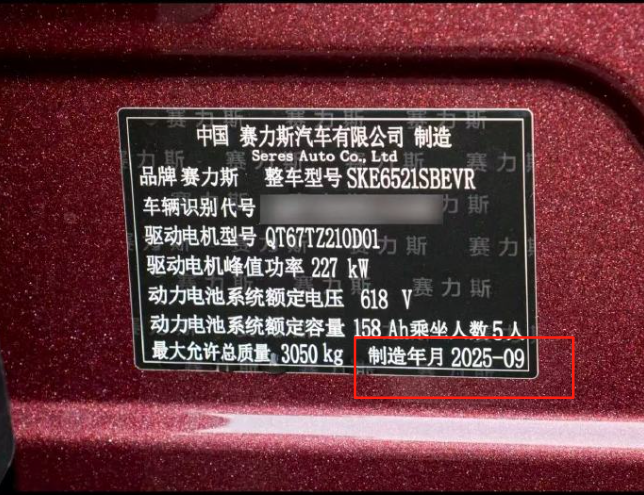 中国 赛力斯汽车有限公司 制造
Seres Auto Co., Ltd
品牌 赛力斯 整车型号 SKE6521SBEVR
车辆识别代号
驱动电机型号 QT67TZ210D01
驱动电机峰值功率 227 kW
动力电池系统额定电压 618 V
动力电池系统额定容量 158 Ah 乘坐人数 5 人
最大允许总质量 3050 kg 制造年月 2025-09